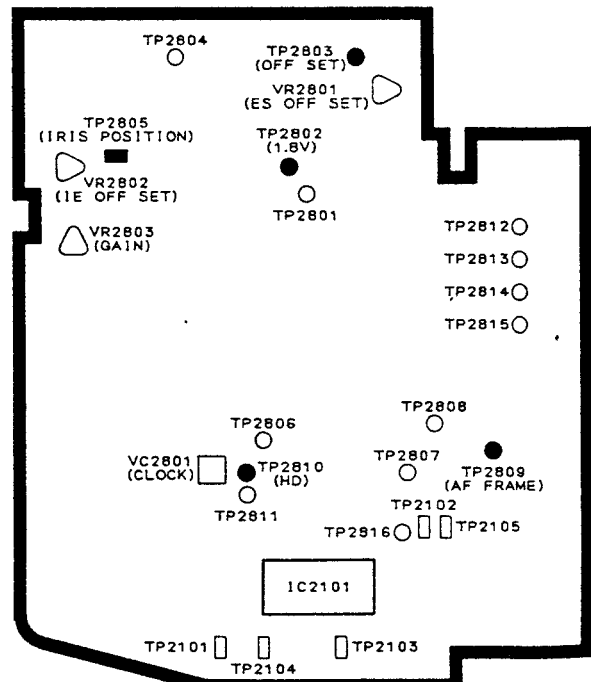 TP2804
TP2803
(OFF SET)
VR2801
(ES OFF SET)
TP2805
(IRIS POSITION)
TP2802
(1.8V)
VR2802
(IE OFF SET)
TP2801
VR2803
(GAIN)
TP2812
TP2813
TP2814
TP2815
TP2806
TP2808
VC2801
(CLOCK)
TP2810
(HD)
TP2807
TP2809
(AF FRAME)
TP2811
TP2102
TP2916
TP2105
IC2101
TP2101
TP2104
TP2103